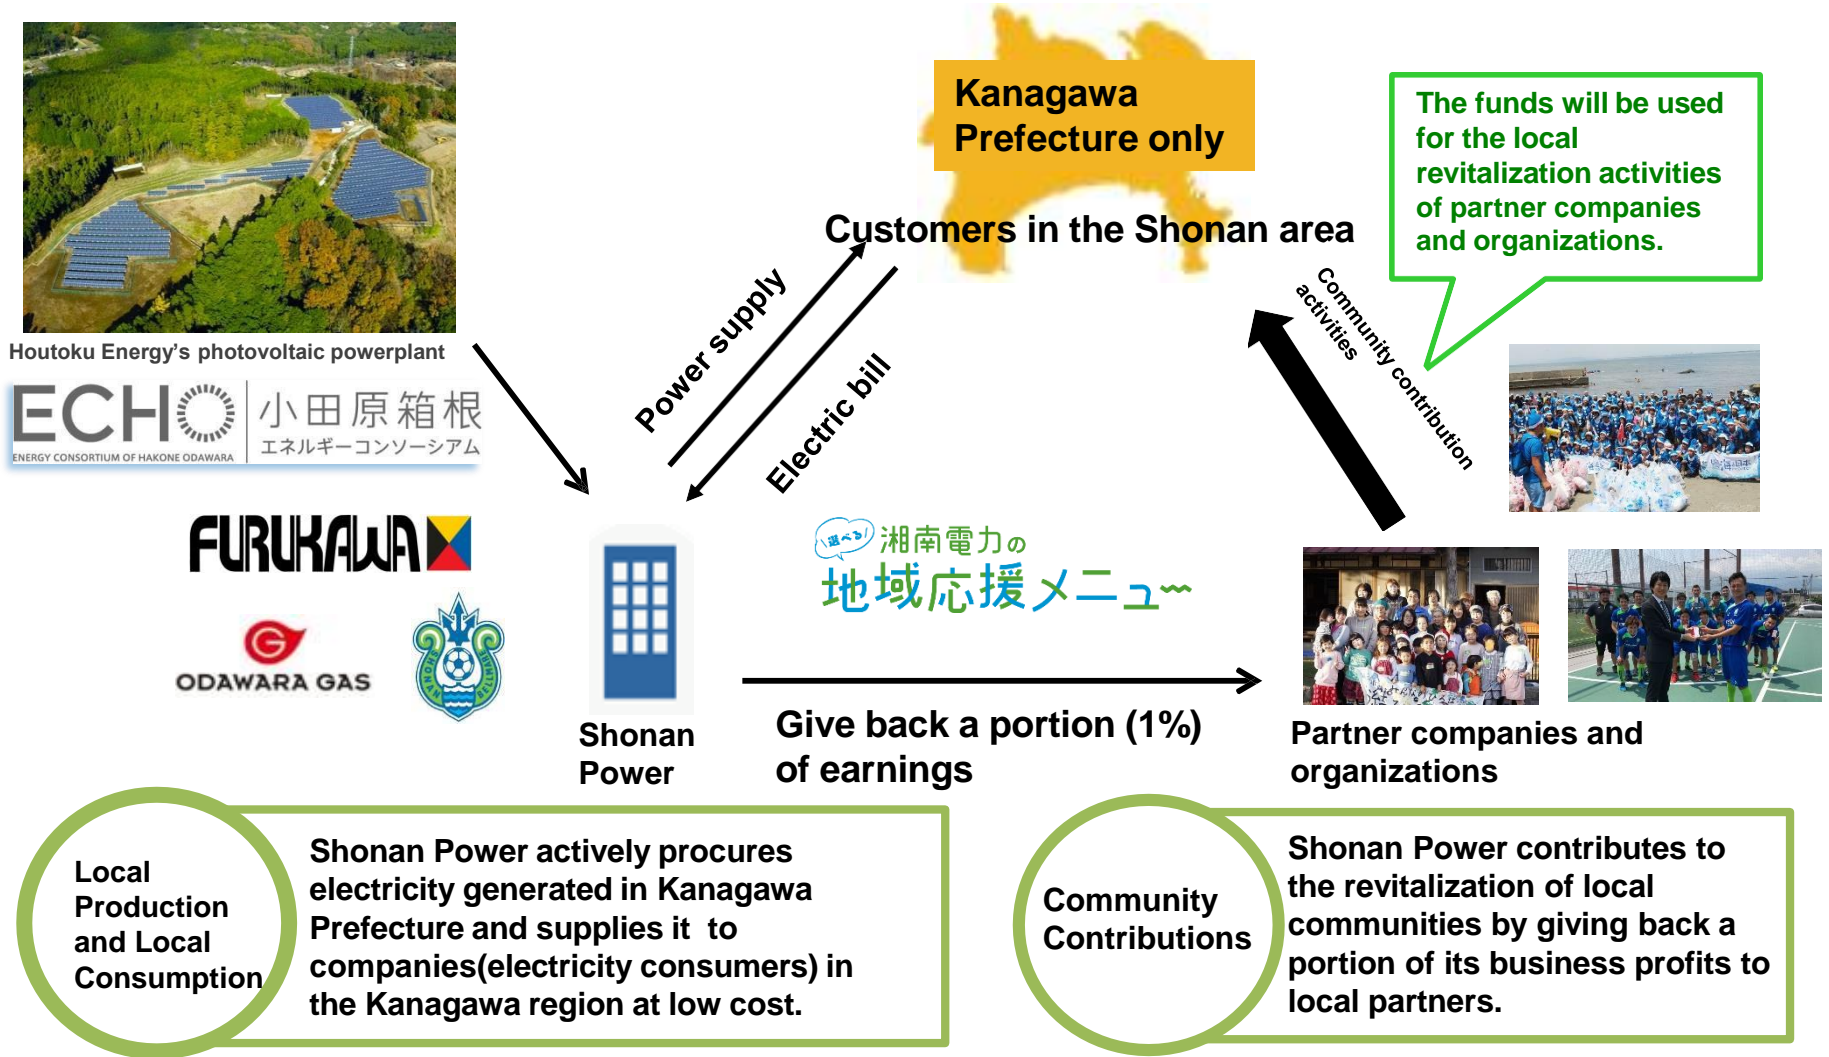 Kanagawa
Prefecture only
Customers in the Shonan area
The funds will be used
for the local
revitalization activities
of partner companies
and organizations.
Houtoku Energy’s photovoltaic powerplant
ECHO
ENERGY CONSORTIUM OF HAKONE ODAWARA
小田原箱根
エネルギーコンソーシアム
Power supply
Electric bill
Community contribution
activities
FURUKAWA
ODAWARA GAS
SHONAN
BELLMARE
選べる!
湘南電力の
地域応援メニュー
Shonan
Power
Give back a portion (1%)
of earnings
Partner companies and
organizations
Local
Production
and Local
Consumption
Shonan Power actively procures
electricity generated in Kanagawa
Prefecture and supplies it  to
companies(electricity consumers) in
the Kanagawa region at low cost.
Community
Contributions
Shonan Power contributes to
the revitalization of local
communities by giving back a
portion of its business profits to
local partners.